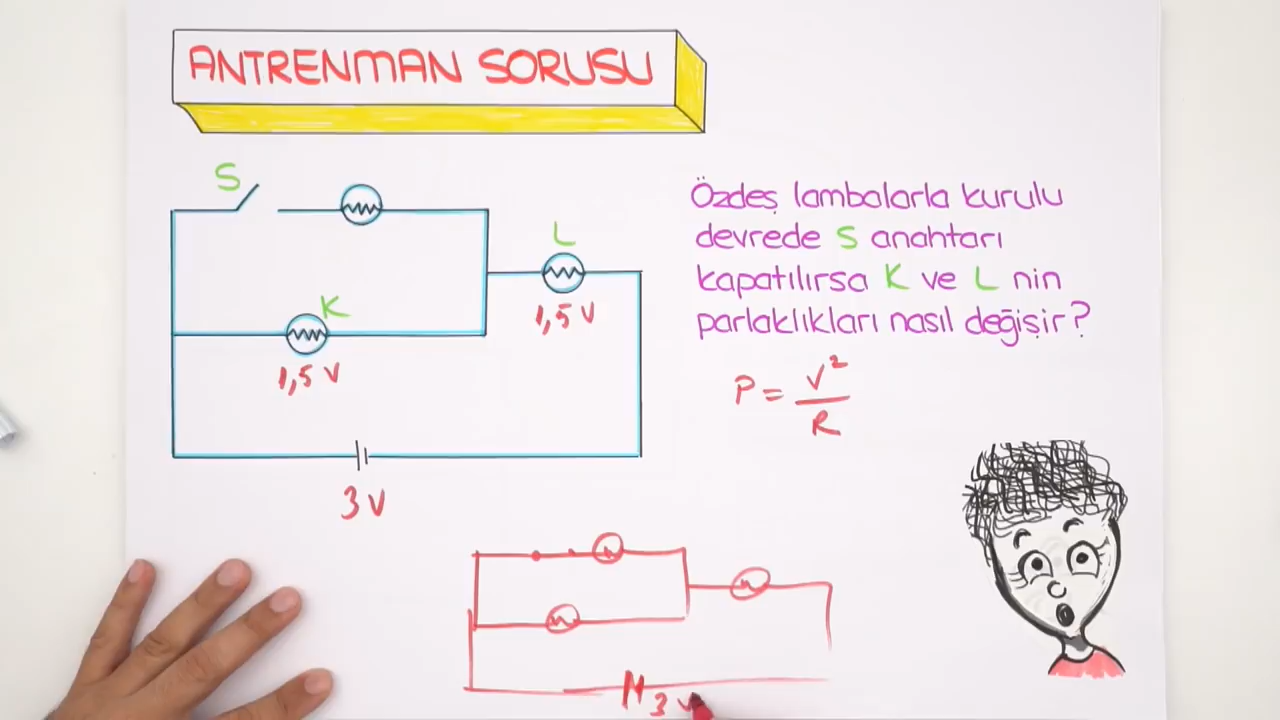 ANTRENMAN SORUSU
S
L
K
1,5 V
1,5 V
3 V
Özdeş lambalarla kurulu
devrede S anahtarı
kapatılırsa K ve L nin
parlaklıkları nasıl değişir?
P = V²
R
3 V